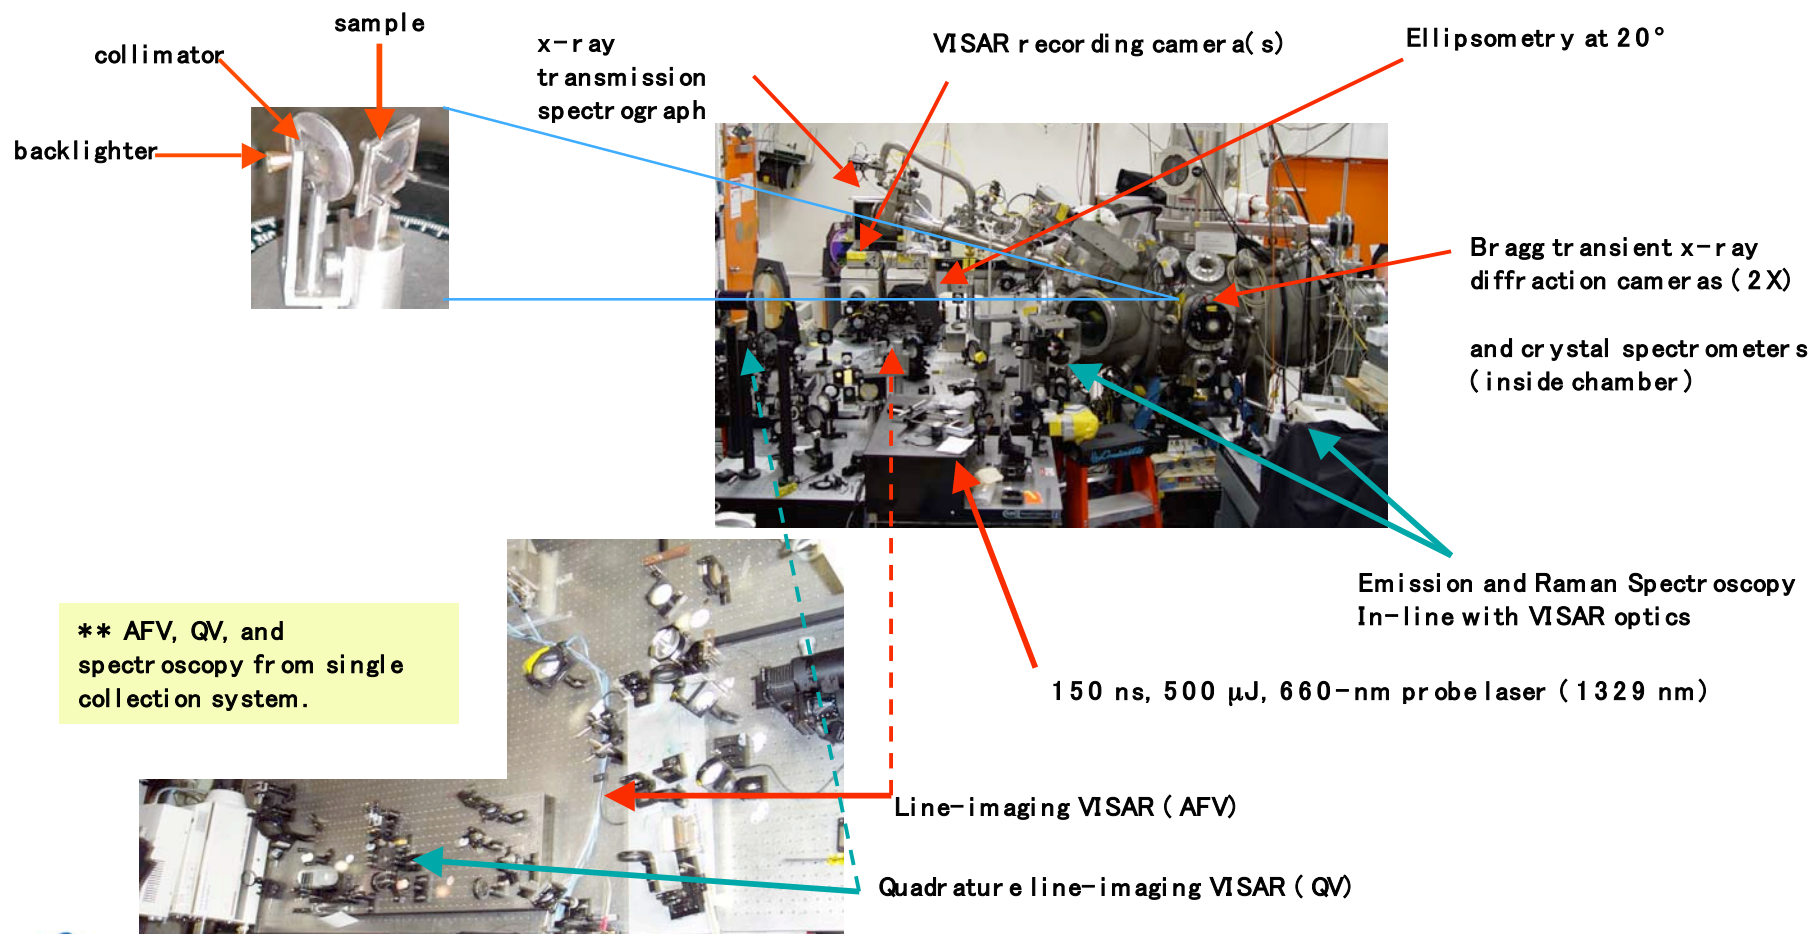 sample
collimator
backlighter
x-ray
transmission
spectrograph
VISAR recording camera(s)
Ellipsometry at 20°
Bragg transient x-ray
diffraction cameras (2X)
and crystal spectrometers
(inside chamber)
Emission and Raman Spectroscopy
In-line with VISAR optics
** AFV, QV, and
spectroscopy from single
collection system.
150 ns, 500 μJ, 660-nm probe laser (1329 nm)
Line-imaging VISAR (AFV)
Quadrature line-imaging VISAR (QV)